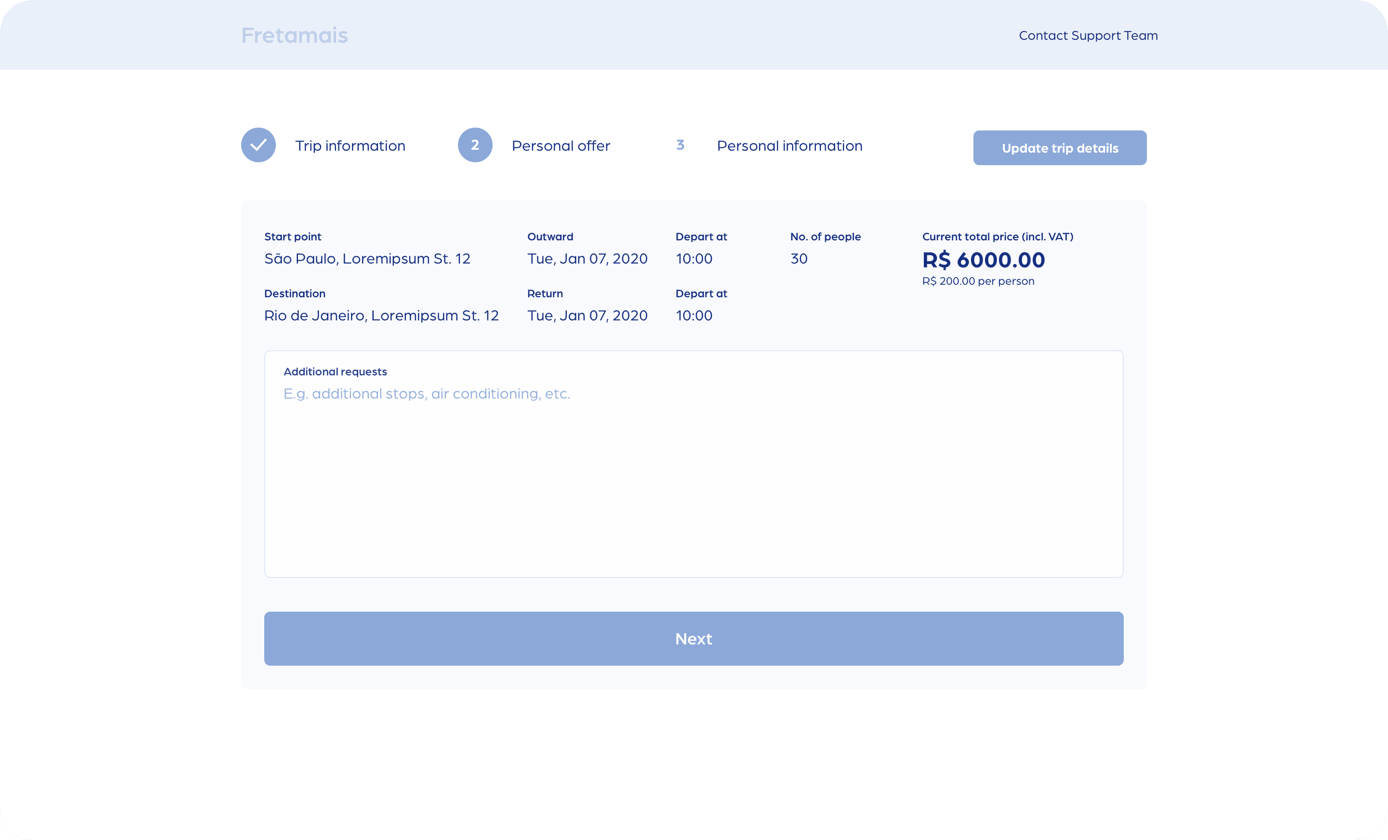 Fretamais
Contact Support Team
Trip information
2
Personal offer
3
Personal information
Update trip details
Start point
São Paulo, Loremipsum St. 12
Outward
Tue, Jan 07, 2020
Depart at
10:00
No. of people
30
Current total price (incl. VAT)
R$ 6000.00
R$ 200.00 per person
Destination
Rio de Janeiro, Loremipsum St. 12
Return
Tue, Jan 07, 2020
Depart at
10:00
Additional requests
E.g. additional stops, air conditioning, etc.
Next